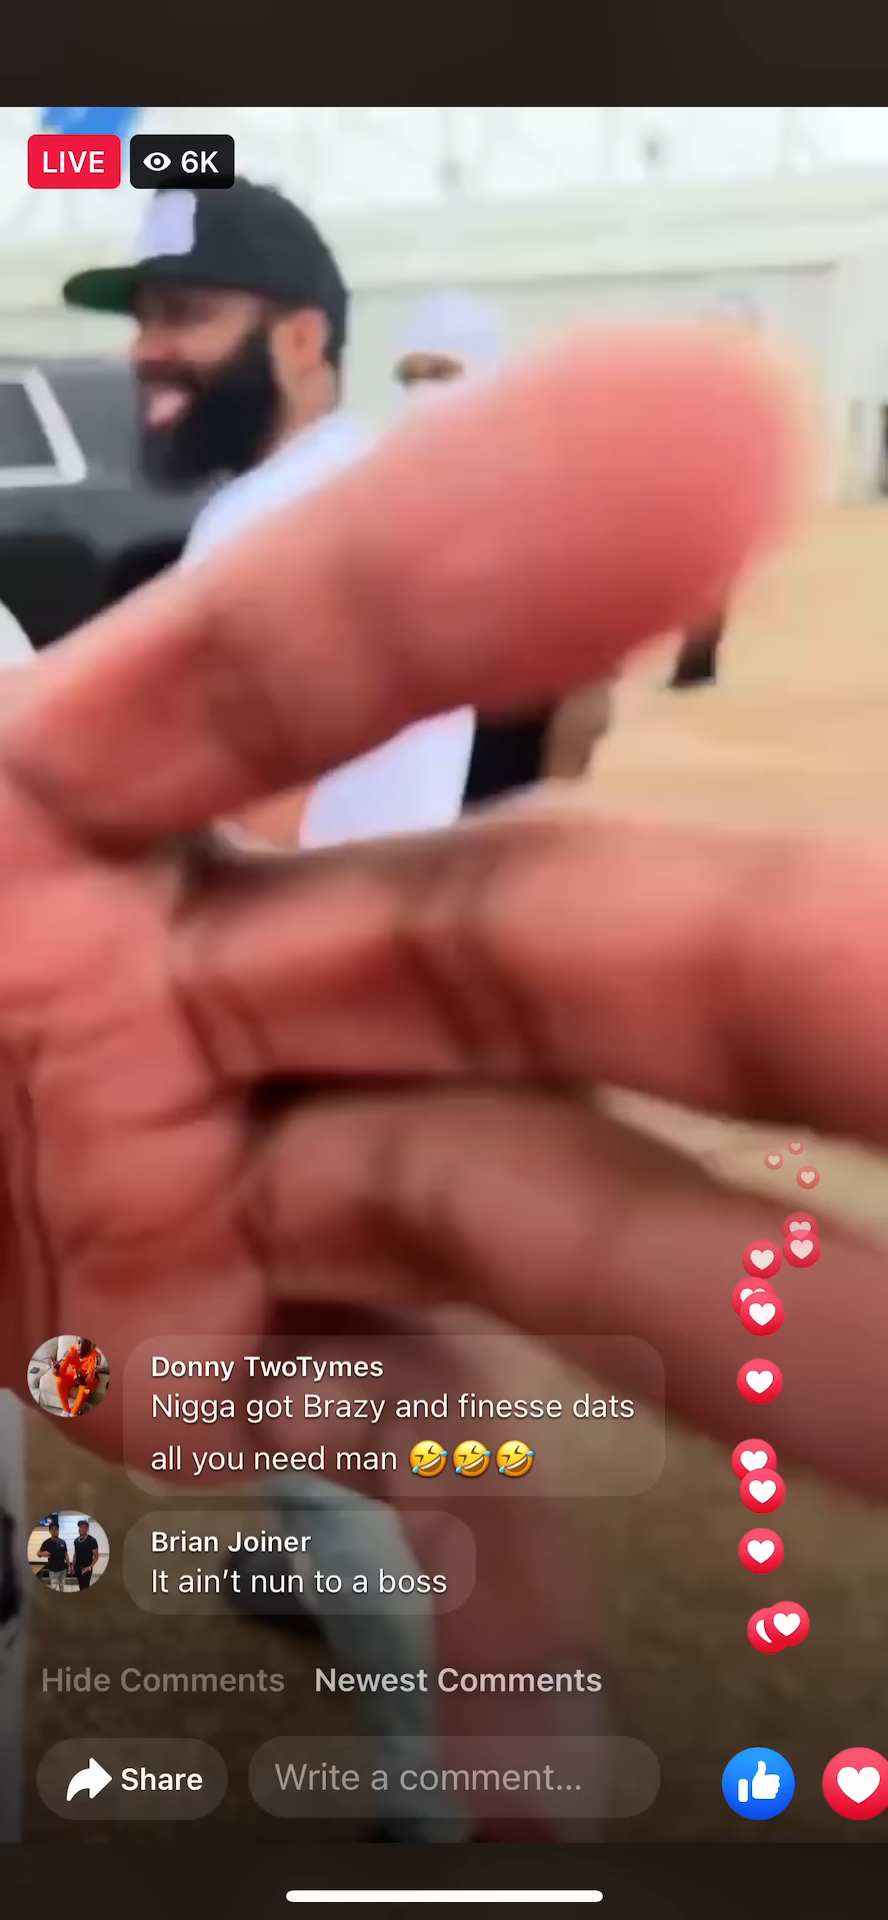 LIVE 6K
Donny TwoTymes
Nigga got Brazy and finesse dats
all you need man 🤣🤣🤣
Brian Joiner
It ain't nun to a boss
Hide Comments Newest Comments
Share Write a comment...